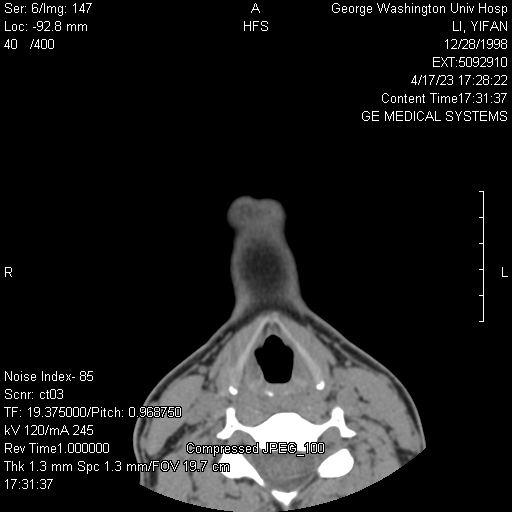 Ser: 6/Img: 147
Loc: -92.8 mm
40 /400
A
HFS
George Washington Univ Hosp
LI, YIFAN
12/28/1998
EXT:5092910
4/17/23 17:28:22
Content Time17:31:37
GE MEDICAL SYSTEMS
R
L
Noise Index- 85
Scnr: ct03
TF: 19.375000/Pitch: 0.968750
kV 120/mA 245
Rev Time1.000000
Compressed JPEG_100
Thk 1.3 mm Spc 1.3 mm/FOV 19.7 cm
17:31:37